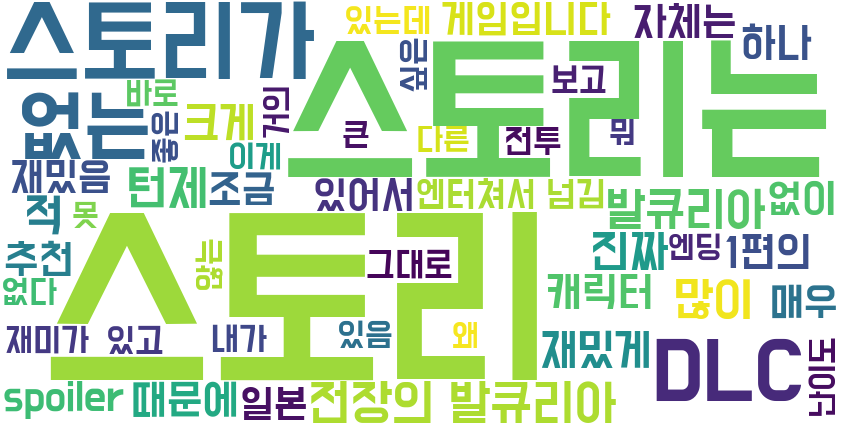 스토리가
있는데
게임입니다
자체는
하나
없는
바로
좋은
크게
거의
스토리는
싶은
보고
큰
다른
전투
뭐
이게
재밌음
턴제
조금
있어서
엔터쳐서 넘김
발큐리아
없이
적
못
추천
그대로
진짜
엔딩
1편의
없다
캐릭터
많이
매우
스토리
재미가
있고
내가
있음
왜
재밌게
DLC
spoiler
때문에
일본
전장의 발큐리아